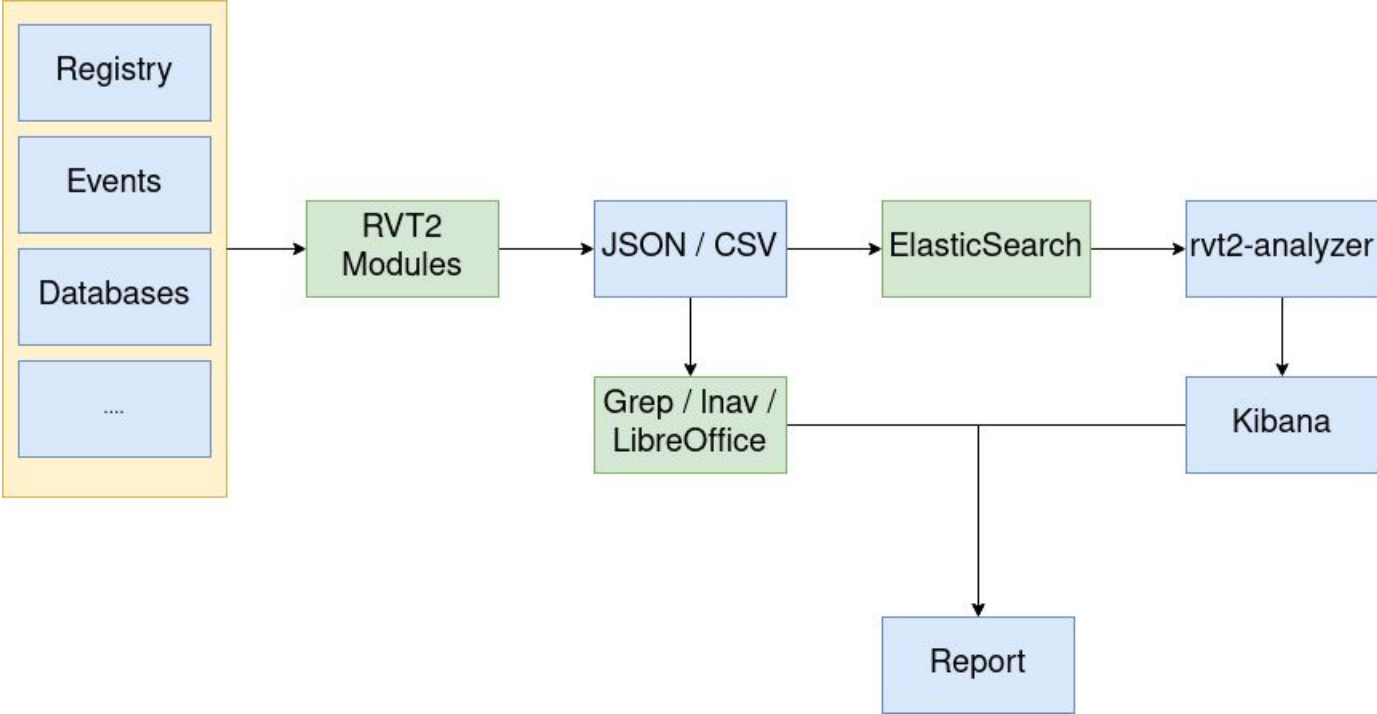 Registry
Events
Databases
....
RVT2
Modules
JSON / CSV
ElasticSearch
rvt2-analyzer
Grep / lnav /
LibreOffice
Kibana
Report